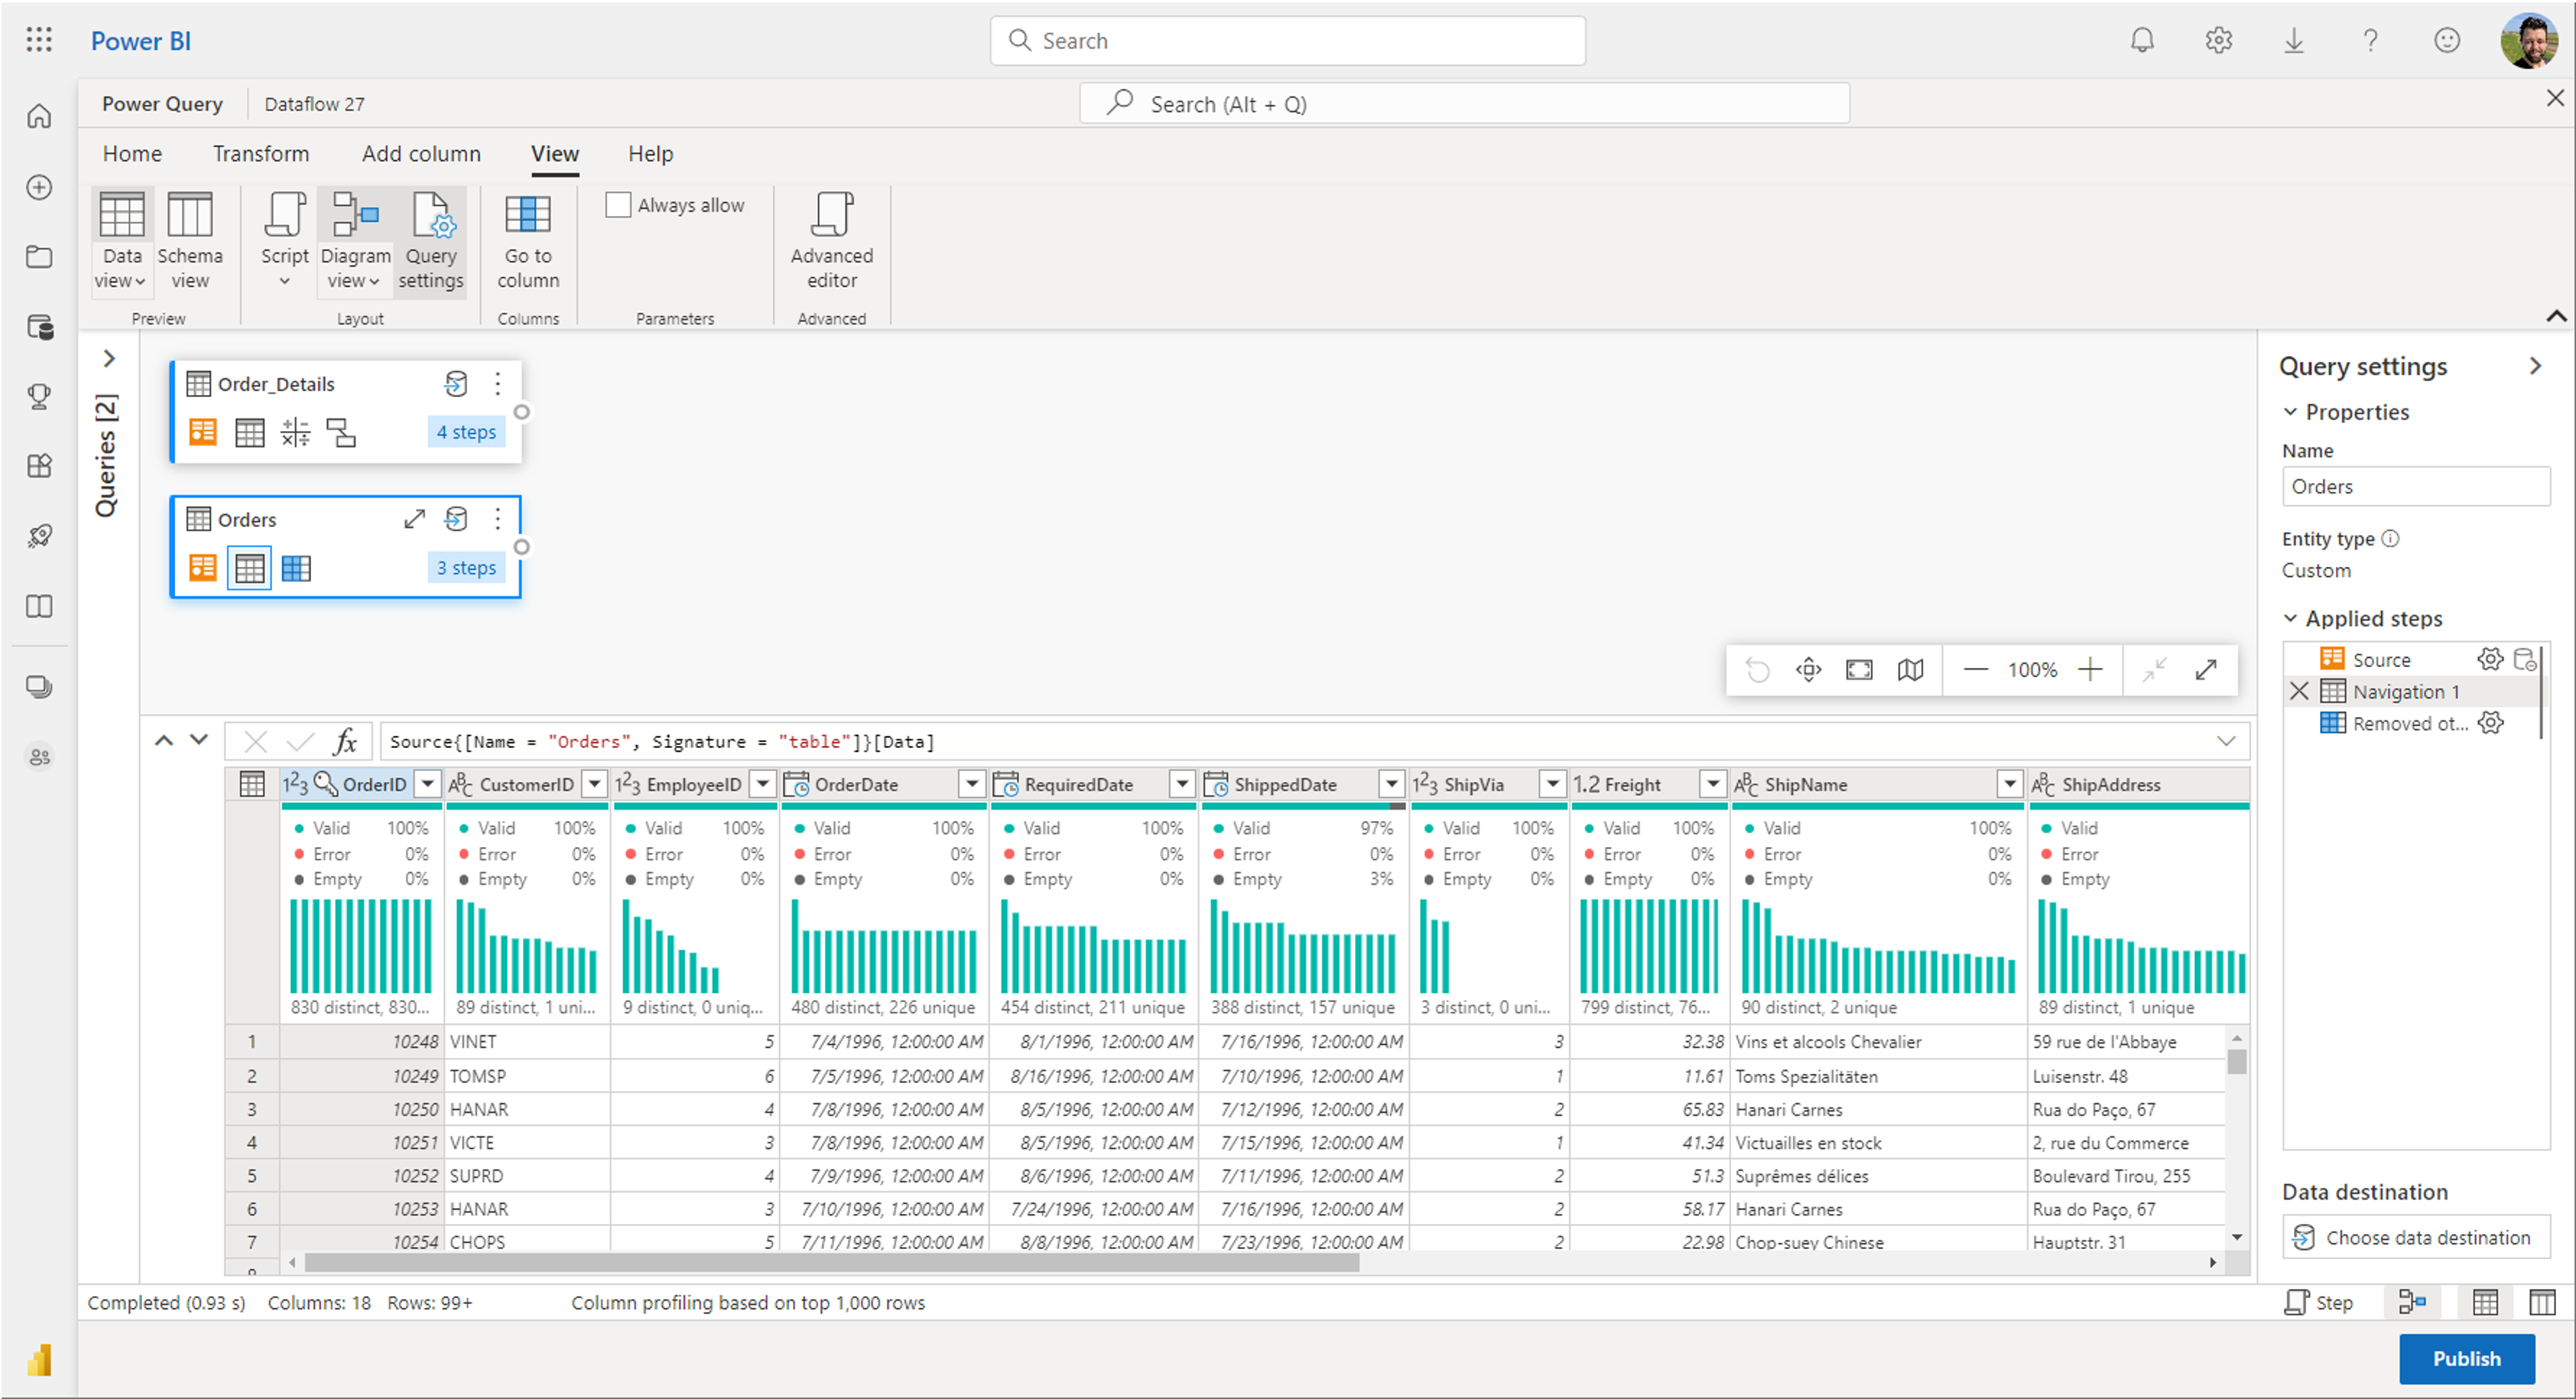 Power BI
Search
Power Query
Dataflow 27
Search (Alt + Q)
Home Transform Add column View Help
Data view
Schema view
Script
Diagram view
Query settings
Go to column
Always allow
Advanced editor
Preview Layout Columns Parameters Advanced
Queries [2]
Order_Details
4 steps
Orders
3 steps
100%
Query settings
Properties
Name
Orders
Entity type
Custom
Applied steps
Source
Navigation 1
Removed ot...
Data destination
Choose data destination
fx Source{[Name = "Orders", Signature = "table"]}[Data]
123 OrderID ABC CustomerID 123 EmployeeID OrderDate RequiredDate ShippedDate 123 ShipVia 1.2 Freight ABC ShipName ABC ShipAddress
Valid 100% Valid 100% Valid 100% Valid 100% Valid 100% Valid 97% Valid 100% Valid 100% Valid 100% Valid
Error 0% Error 0% Error 0% Error 0% Error 0% Error 0% Error 0% Error 0% Error 0% Error
Empty 0% Empty 0% Empty 0% Empty 0% Empty 0% Empty 3% Empty 0% Empty 0% Empty 0% Empty
830 distinct, 830... 89 distinct, 1 uni... 9 distinct, 0 uniq... 480 distinct, 226 unique 454 distinct, 211 unique 388 distinct, 157 unique 3 distinct, 0 uni... 799 distinct, 76... 90 distinct, 2 unique 89 distinct, 1 unique
1 10248 VINET 5 7/4/1996, 12:00:00 AM 8/1/1996, 12:00:00 AM 7/16/1996, 12:00:00 AM 3 32.38 Vins et alcools Chevalier 59 rue de l'Abbaye
2 10249 TOMSP 6 7/5/1996, 12:00:00 AM 8/16/1996, 12:00:00 AM 7/10/1996, 12:00:00 AM 1 11.61 Toms Spezialitäten Luisenstr. 48
3 10250 HANAR 4 7/8/1996, 12:00:00 AM 8/5/1996, 12:00:00 AM 7/12/1996, 12:00:00 AM 2 65.83 Hanari Carnes Rua do Paço, 67
4 10251 VICTE 3 7/8/1996, 12:00:00 AM 8/5/1996, 12:00:00 AM 7/15/1996, 12:00:00 AM 1 41.34 Victuailles en stock 2, rue du Commerce
5 10252 SUPRD 4 7/9/1996, 12:00:00 AM 8/6/1996, 12:00:00 AM 7/11/1996, 12:00:00 AM 2 51.3 Suprêmes délices Boulevard Tirou, 255
6 10253 HANAR 3 7/10/1996, 12:00:00 AM 7/24/1996, 12:00:00 AM 7/16/1996, 12:00:00 AM 2 58.17 Hanari Carnes Rua do Paço, 67
7 10254 CHOPS 5 7/11/1996, 12:00:00 AM 8/8/1996, 12:00:00 AM 7/23/1996, 12:00:00 AM 2 22.98 Chop-suey Chinese Hauptstr. 31
Completed (0.93 s) Columns: 18 Rows: 99+ Column profiling based on top 1,000 rows
Step
Publish